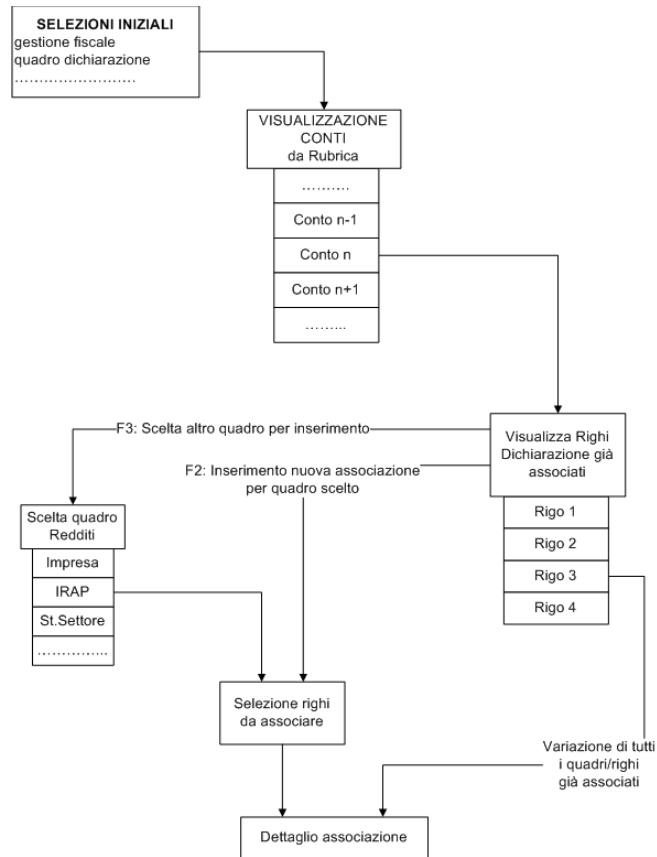 SELEZIONI INIZIALI
gestione fiscale
quadro dichiarazione
...........................
VISUALIZZAZIONE
CONTI
da Rubrica
..........
Conto n-1
Conto n
Conto n+1
.........
F3: Scelta altro quadro per inserimento
F2: Inserimento nuova associazione
per quadro scelto
Visualizza Righi
Dichiarazione già
associati
Rigo 1
Rigo 2
Rigo 3
Rigo 4
Scelta quadro
Redditi
Impresa
IRAP
St.Settore
...............
Selezione righi
da associare
Variazione di tutti
i quadri/righi
già associati
Dettaglio associazione